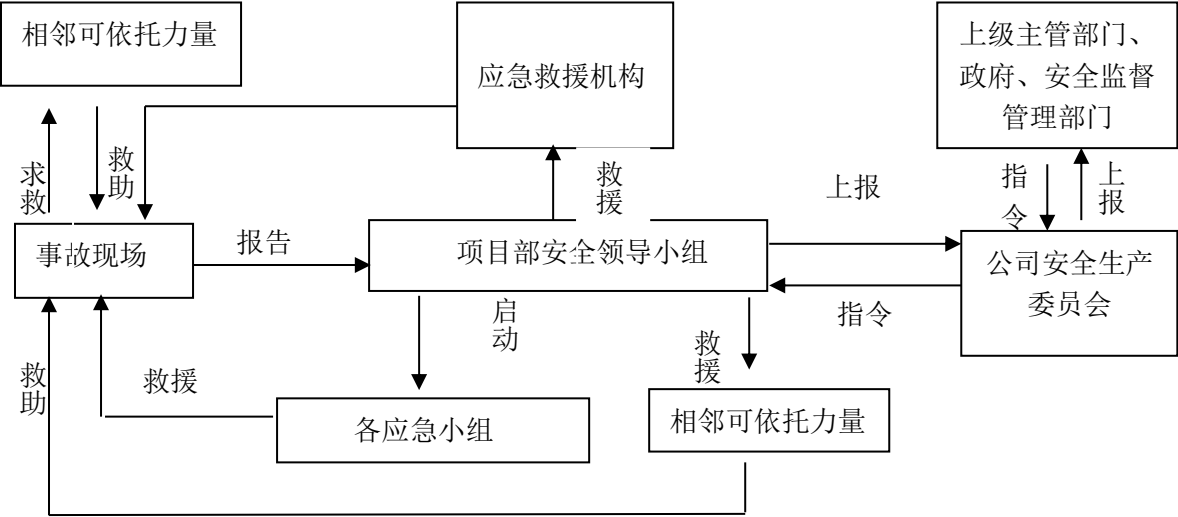 相邻可依托力量
应急救援机构
上级主管部门、
政府、安全监督
管理部门
求救
救助
救援
上报
指令
上报
事故现场
报告
项目部安全领导小组
公司安全生产
委员会
指令
启动
救援
救助
救援
各应急小组
相邻可依托力量